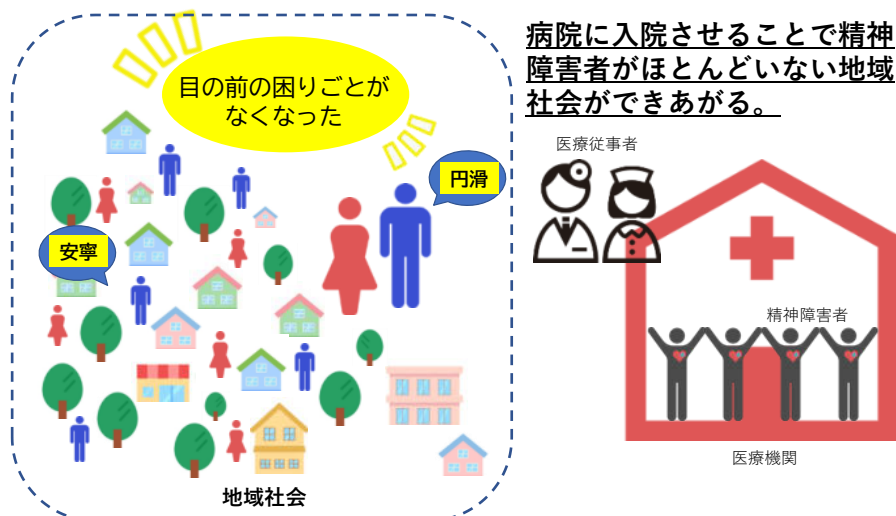 目の前の困りごとが
なくなった
円滑
安寧
地域社会
病院に入院させることで精神
障害者がほとんどいない地域
社会ができあがる。
医療従事者
精神障害者
医療機関